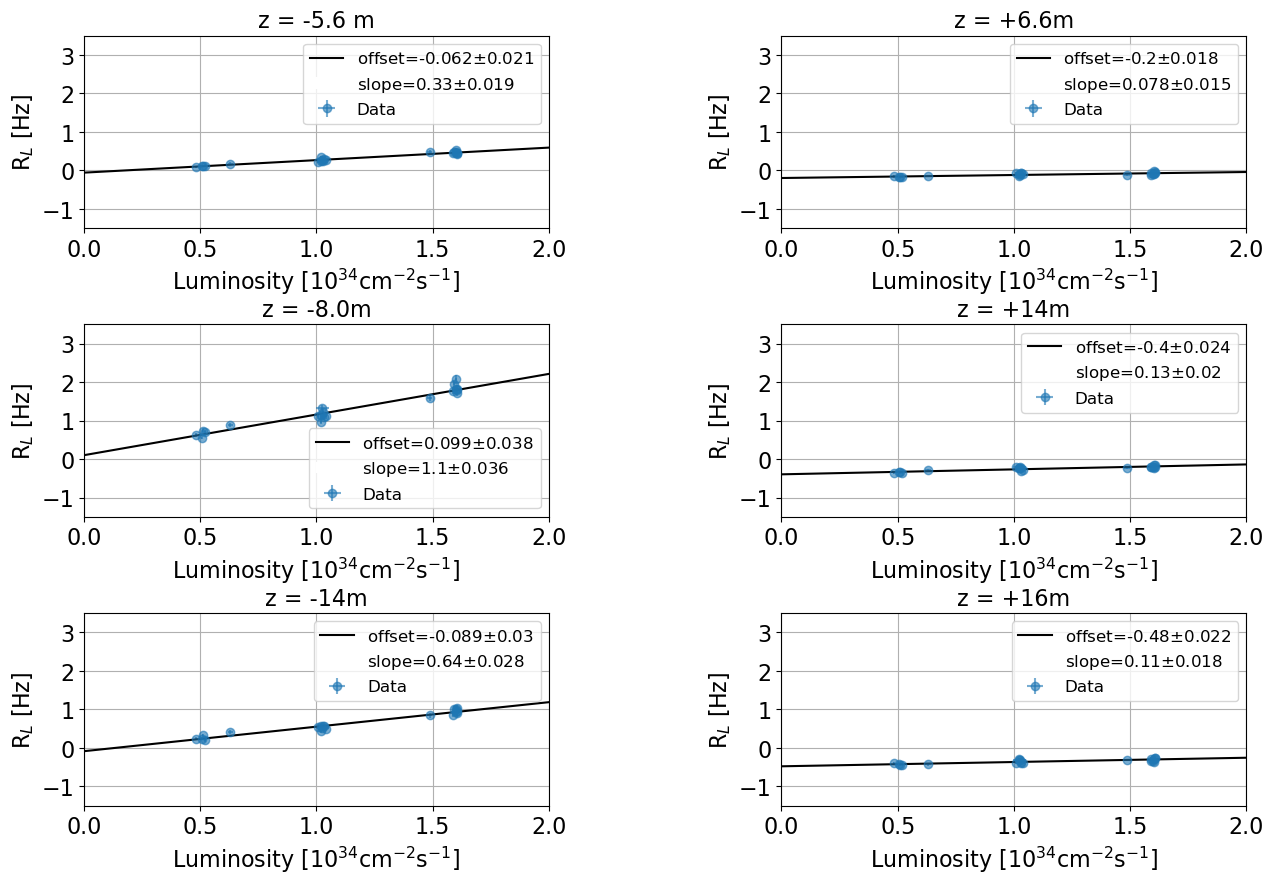 z = -5.6 m
3
2
1
0
−1
R_L [Hz]
offset=-0.062±0.021
slope=0.33±0.019
Data
0.0 0.5 1.0 1.5 2.0
Luminosity [10^34cm^−2s^−1]
z = +6.6m
3
2
1
0
−1
R_L [Hz]
offset=-0.2±0.018
slope=0.078±0.015
Data
0.0 0.5 1.0 1.5 2.0
Luminosity [10^34cm^−2s^−1]
z = -8.0m
3
2
1
0
−1
R_L [Hz]
offset=0.099±0.038
slope=1.1±0.036
Data
0.0 0.5 1.0 1.5 2.0
Luminosity [10^34cm^−2s^−1]
z = +14m
3
2
1
0
−1
R_L [Hz]
offset=-0.4±0.024
slope=0.13±0.02
Data
0.0 0.5 1.0 1.5 2.0
Luminosity [10^34cm^−2s^−1]
z = -14m
3
2
1
0
−1
R_L [Hz]
offset=-0.089±0.03
slope=0.64±0.028
Data
0.0 0.5 1.0 1.5 2.0
Luminosity [10^34cm^−2s^−1]
z = +16m
3
2
1
0
−1
R_L [Hz]
offset=-0.48±0.022
slope=0.11±0.018
Data
0.0 0.5 1.0 1.5 2.0
Luminosity [10^34cm^−2s^−1]